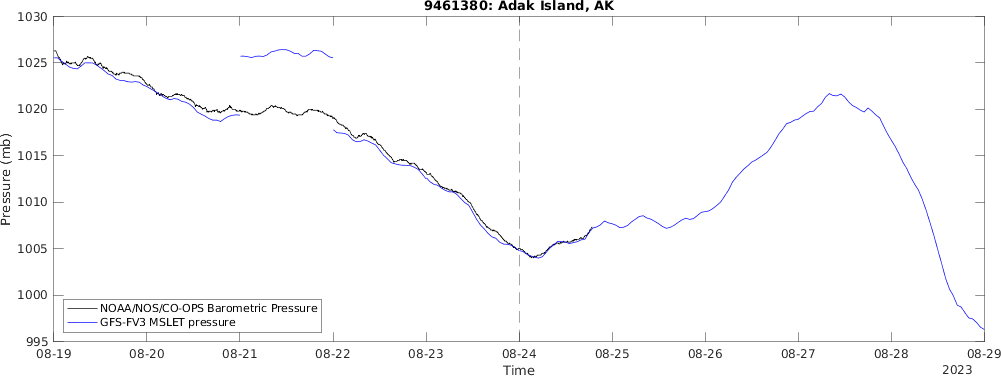 9461380: Adak Island, AK
1030
1025
1020
1015
1010
1005
1000
995
Pressure (mb)
NOAA/NOS/CO-OPS Barometric Pressure
GFS-FV3 MSLET pressure
08-19 08-20 08-21 08-22 08-23 08-24 08-25 08-26 08-27 08-28 08-29
Time
2023